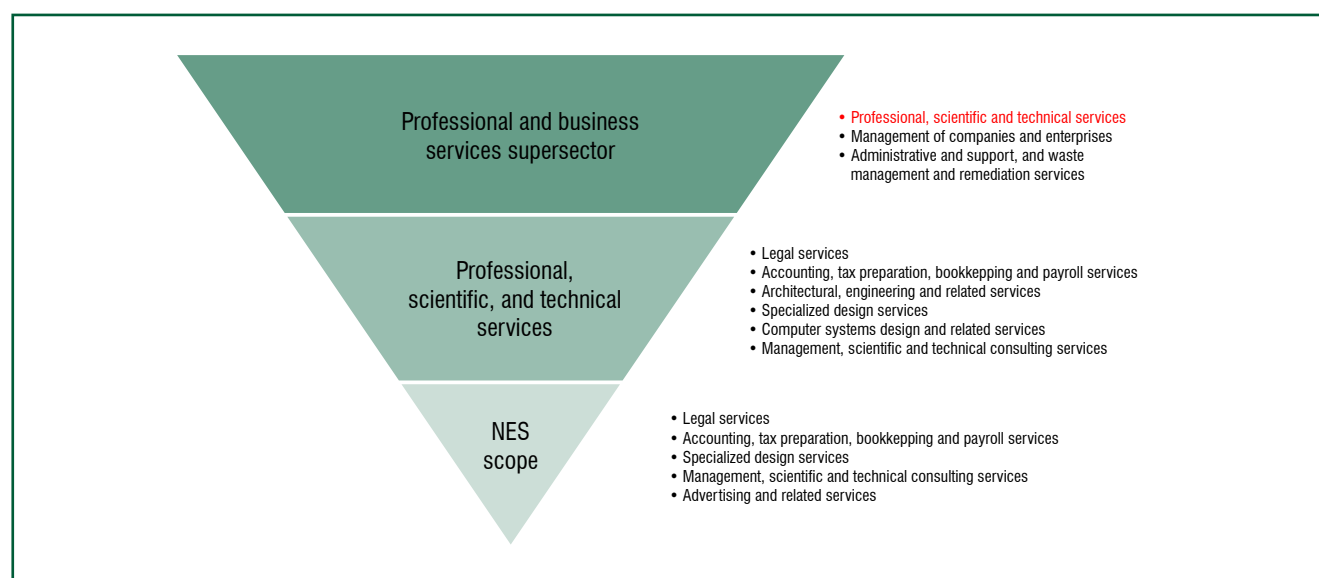 Professional and business
services supersector
• Professional, scientific and technical services
• Management of companies and enterprises
• Administrative and support, and waste
management and remediation services
Professional,
scientific, and technical
services
• Legal services
• Accounting, tax preparation, bookkepping and payroll services
• Architectural, engineering and related services
• Specialized design services
• Computer systems design and related services
• Management, scientific and technical consulting services
NES
scope
• Legal services
• Accounting, tax preparation, bookkepping and payroll services
• Specialized design services
• Management, scientific and technical consulting services
• Advertising and related services